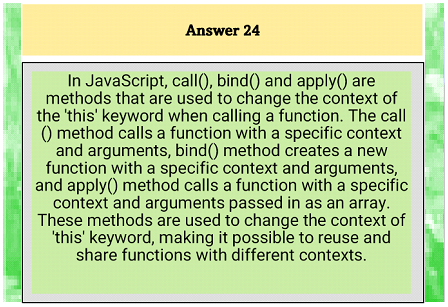 Answer 24
In JavaScript, call(), bind() and apply() are
methods that are used to change the context of
the 'this' keyword when calling a function. The call
() method calls a function with a specific context
and arguments, bind() method creates a new
function with a specific context and arguments,
and apply() method calls a function with a specific
context and arguments passed in as an array.
These methods are used to change the context of
'this' keyword, making it possible to reuse and
share functions with different contexts.